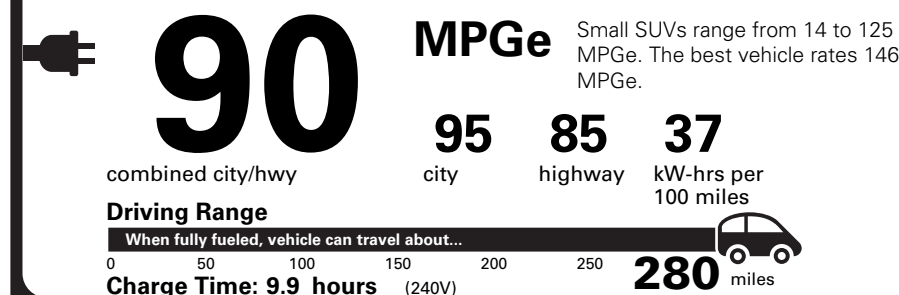 90
MPGe
Small SUVs range from 14 to 125
MPGe. The best vehicle rates 146
MPGe.
95
85
37
combined city/hwy
city
highway
kW-hrs per
100 miles
Driving Range
When fully fueled, vehicle can travel about...
0 50 100 150 200 250 280 miles
Charge Time: 9.9 hours (240V)